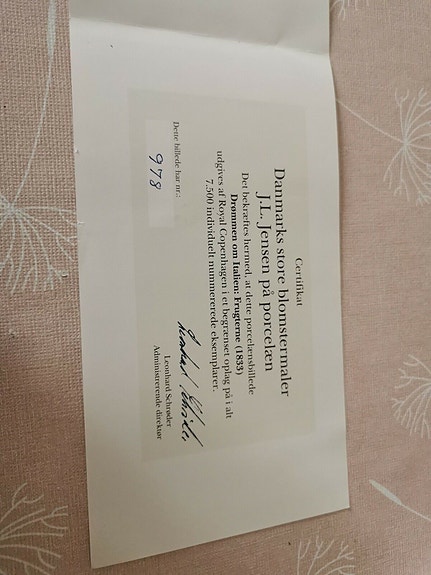 Certifikat
Danmarks store blomstermaler
J.L. Jensen på porcelæn
Det bekræftes hermed, at dette porcelænsbillede
Drømmen om Italien: Frugterne (1833)
udgives af Royal Copenhagen i et begrænset oplag på i alt
7.500 individuelt nummererede eksemplarer.
Dette billede har nr.:
978
Leonhard Schrøder
Administrerende direktør